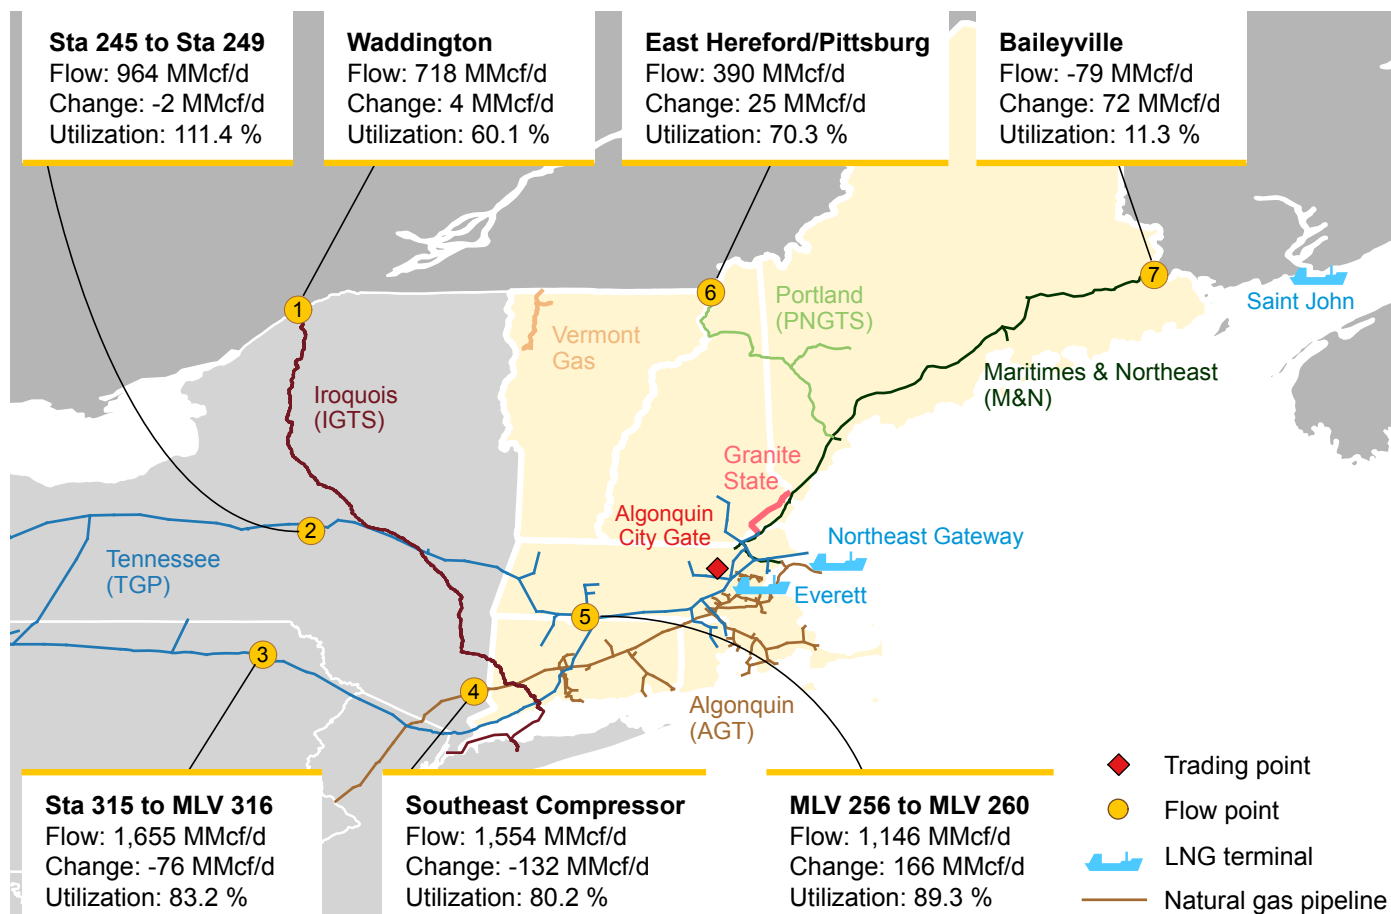 Sta 245 to Sta 249
Flow: 964 MMcf/d
Change: -2 MMcf/d
Utilization: 111.4 %
Waddington
Flow: 718 MMcf/d
Change: 4 MMcf/d
Utilization: 60.1 %
East Hereford/Pittsburg
Flow: 390 MMcf/d
Change: 25 MMcf/d
Utilization: 70.3 %
Baileyville
Flow: -79 MMcf/d
Change: 72 MMcf/d
Utilization: 11.3 %
1
6
7
Portland
(PNGTS)
Saint John
Vermont
Gas
Iroquois
(IGTS)
Maritimes & Northeast
(M&N)
Granite
State
Algonquin
City Gate
2
Northeast Gateway
Tennessee
(TGP)
Everett
5
3
4
Algonquin
(AGT)
Sta 315 to MLV 316
Flow: 1,655 MMcf/d
Change: -76 MMcf/d
Utilization: 83.2 %
Southeast Compressor
Flow: 1,554 MMcf/d
Change: -132 MMcf/d
Utilization: 80.2 %
MLV 256 to MLV 260
Flow: 1,146 MMcf/d
Change: 166 MMcf/d
Utilization: 89.3 %
Trading point
Flow point
LNG terminal
Natural gas pipeline